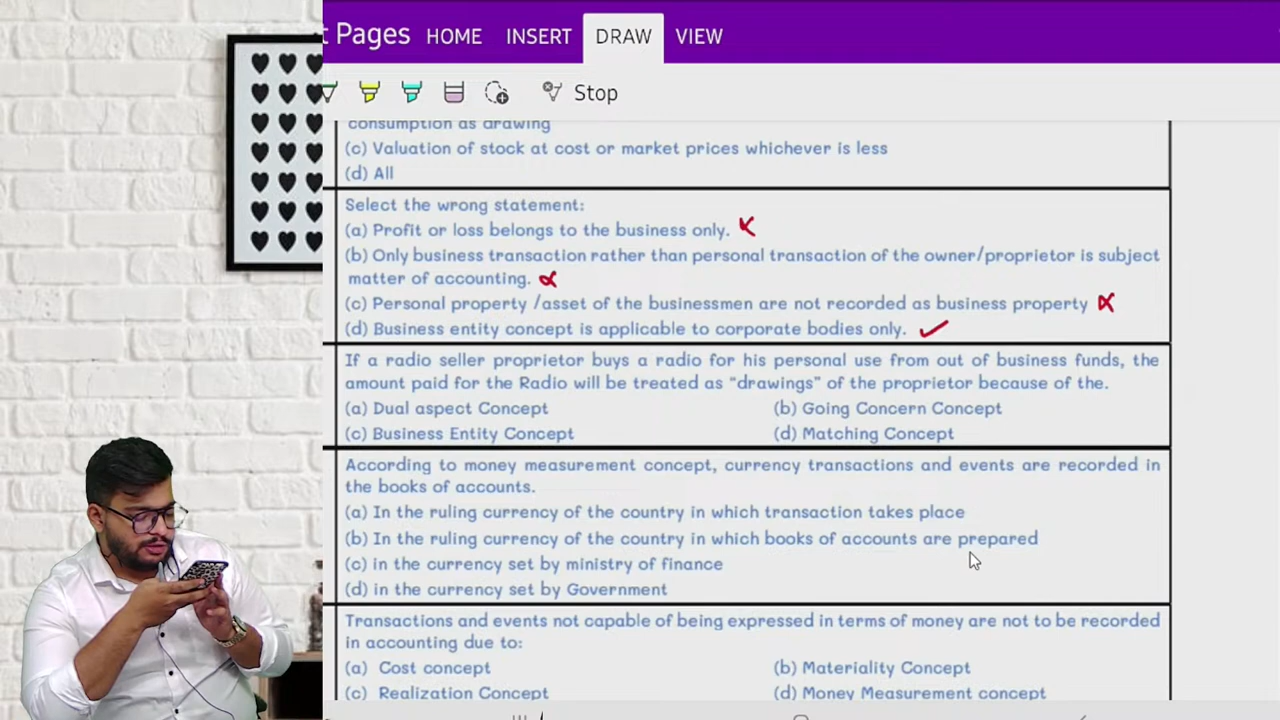 t Pages HOME INSERT DRAW VIEW
Stop
consumption as drawing
(c) Valuation of stock at cost or market prices whichever is less
(d) All
Select the wrong statement:
(a) Profit or loss belongs to the business only.
(b) Only business transaction rather than personal transaction of the owner/proprietor is subject
matter of accounting.
(c) Personal property /asset of the businessmen are not recorded as business property
(d) Business entity concept is applicable to corporate bodies only.
If a radio seller proprietor buys a radio for his personal use from out of business funds, the
amount paid for the Radio will be treated as "drawings" of the proprietor because of the.
(a) Dual aspect Concept (b) Going Concern Concept
(c) Business Entity Concept (d) Matching Concept
According to money measurement concept, currency transactions and events are recorded in
the books of accounts.
(a) In the ruling currency of the country in which transaction takes place
(b) In the ruling currency of the country in which books of accounts are prepared
(c) in the currency set by ministry of finance
(d) in the currency set by Government
Transactions and events not capable of being expressed in terms of money are not to be recorded
in accounting due to:
(a) Cost concept (b) Materiality Concept
(c) Realization Concept (d) Money Measurement concept